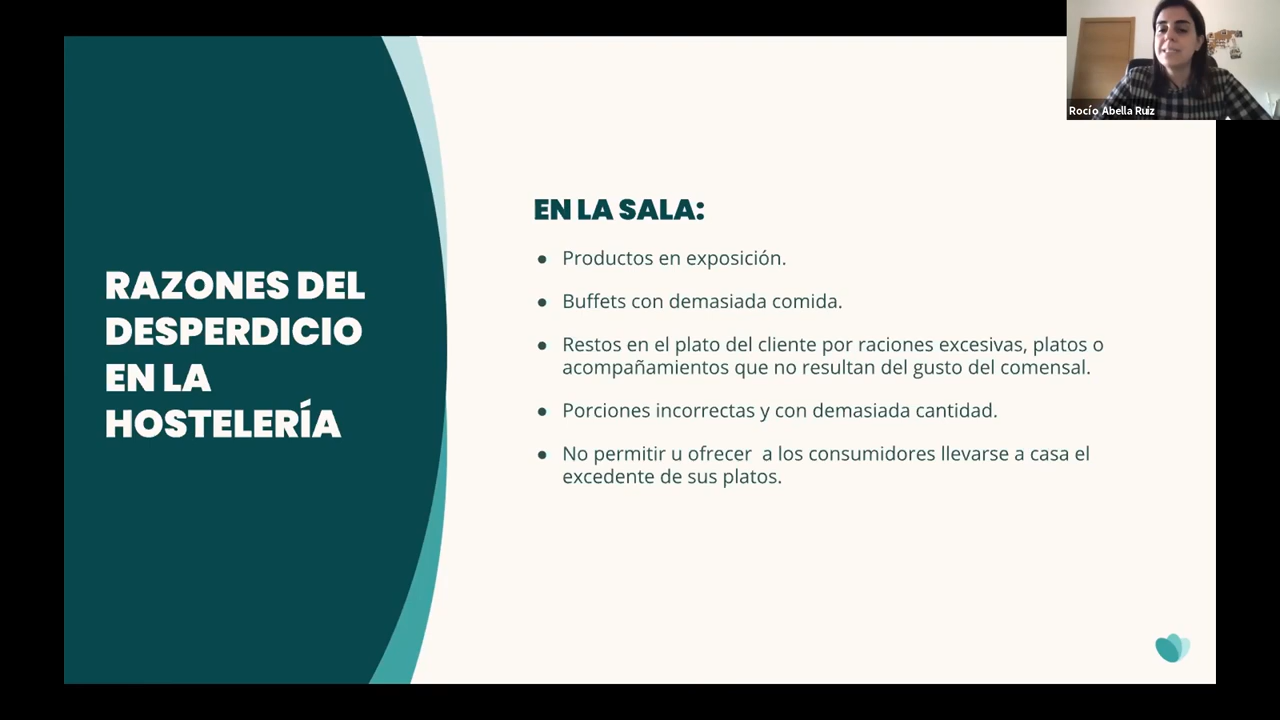 Rocío Abella Ruiz
RAZONES DEL
DESPERDICIO
EN LA
HOSTELERÍA
EN LA SALA:
● Productos en exposición.
● Buffets con demasiada comida.
● Restos en el plato del cliente por raciones excesivas, platos o
acompañamientos que no resultan del gusto del comensal.
● Porciones incorrectas y con demasiada cantidad.
● No permitir u ofrecer  a los consumidores llevarse a casa el
excedente de sus platos.